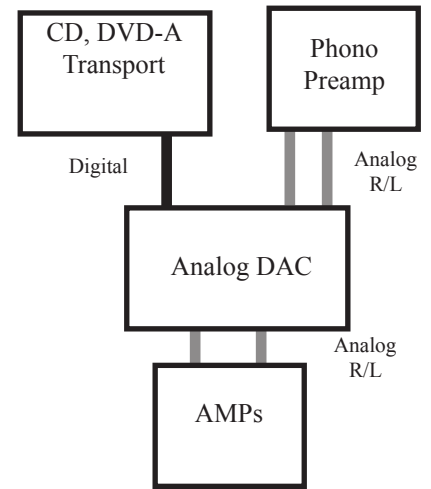 CD, DVD-A
Transport
Phono
Preamp
Digital
Analog
R/L
Analog DAC
Analog
R/L
AMPs